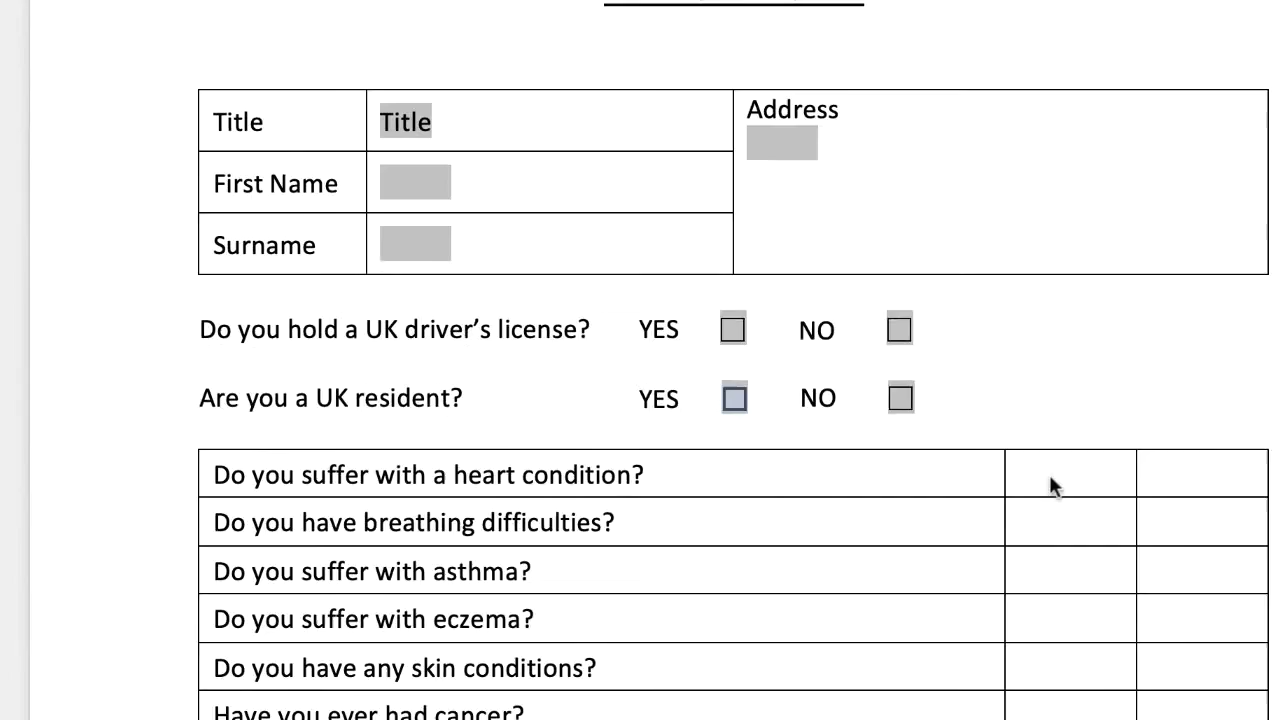 Title Title Address
First Name
Surname
Do you hold a UK driver’s license? YES NO
Are you a UK resident? YES NO
Do you suffer with a heart condition?
Do you have breathing difficulties?
Do you suffer with asthma?
Do you suffer with eczema?
Do you have any skin conditions?
Have you ever had cancer?